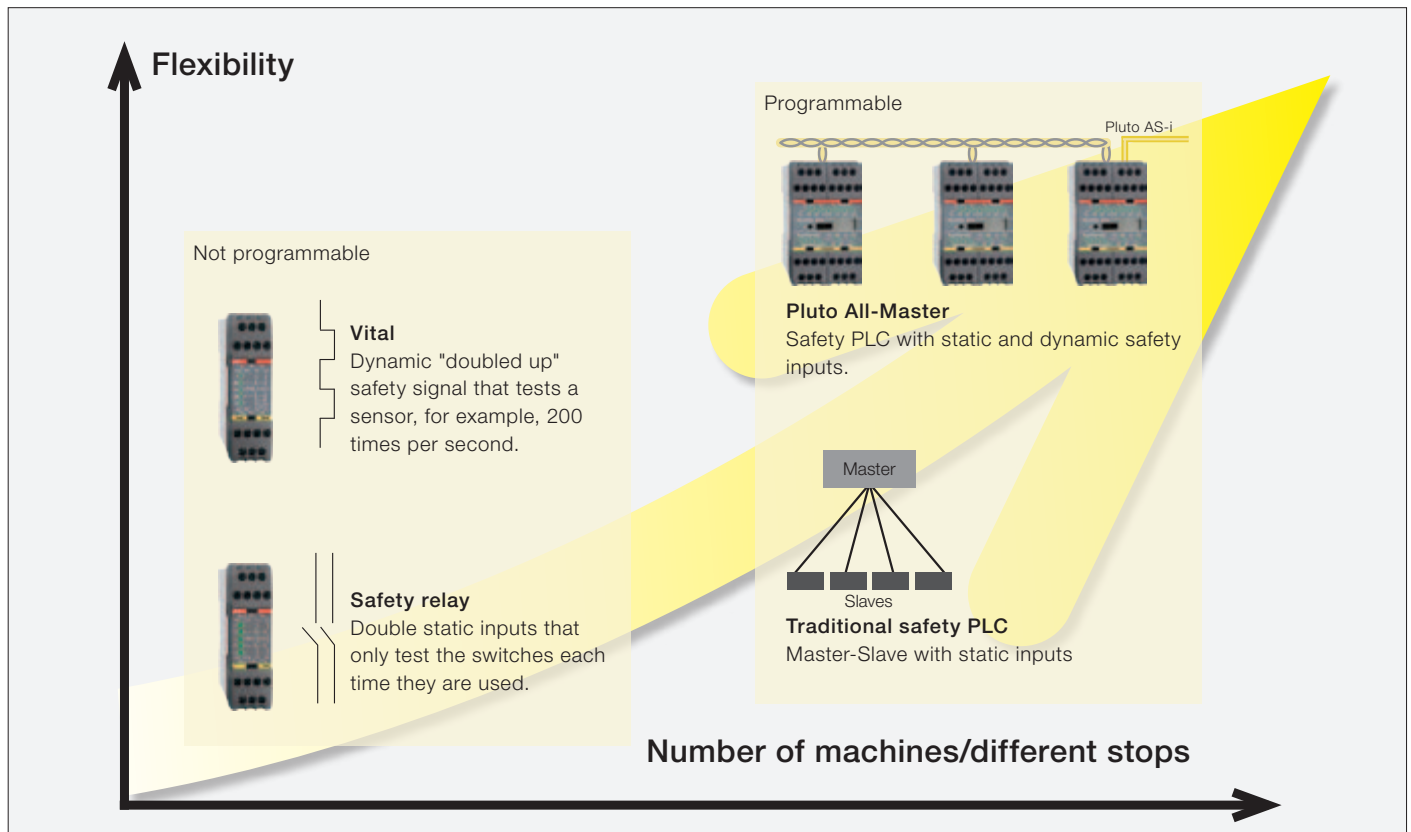 Flexibility
Programmable
Pluto AS-i
Not programmable
Vital
Dynamic "doubled up"
safety signal that tests a
sensor, for example, 200
times per second.
Pluto All-Master
Safety PLC with static and dynamic safety
inputs.
Master
Slaves
Safety relay
Double static inputs that
only test the switches each
time they are used.
Traditional safety PLC
Master-Slave with static inputs
Number of machines/different stops